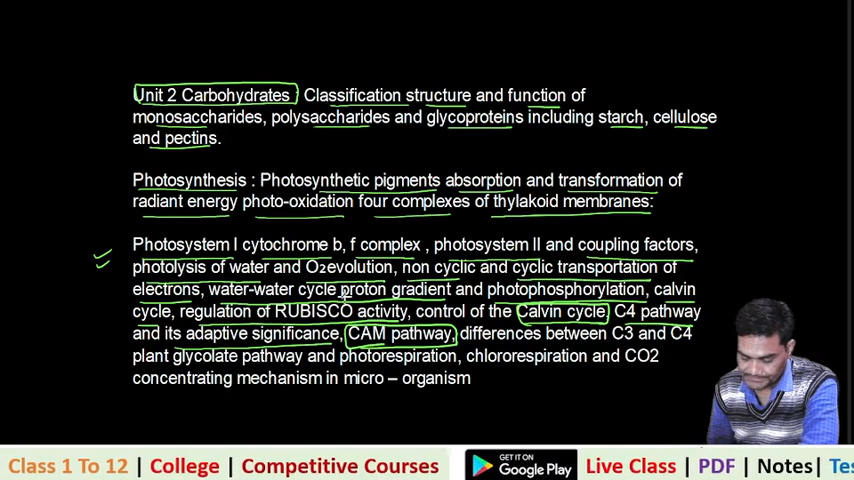 Unit 2 Carbohydrates : Classification structure and function of
monosaccharides, polysaccharides and glycoproteins including starch, cellulose
and pectins.
Photosynthesis : Photosynthetic pigments absorption and transformation of
radiant energy photo-oxidation four complexes of thylakoid membranes:
Photosystem I cytochrome b, f complex , photosystem II and coupling factors,
photolysis of water and O2evolution, non cyclic and cyclic transportation of
electrons, water-water cycle proton gradient and photophosphorylation, calvin
cycle, regulation of RUBISCO activity, control of the Calvin cycle, C4 pathway
and its adaptive significance, CAM pathway, differences between C3 and C4
plant glycolate pathway and photorespiration, chlororespiration and CO2
concentrating mechanism in micro – organism
Class 1 To 12 | College | Competitive Courses GET IT ON Google Play Live Class | PDF | Notes| Tes